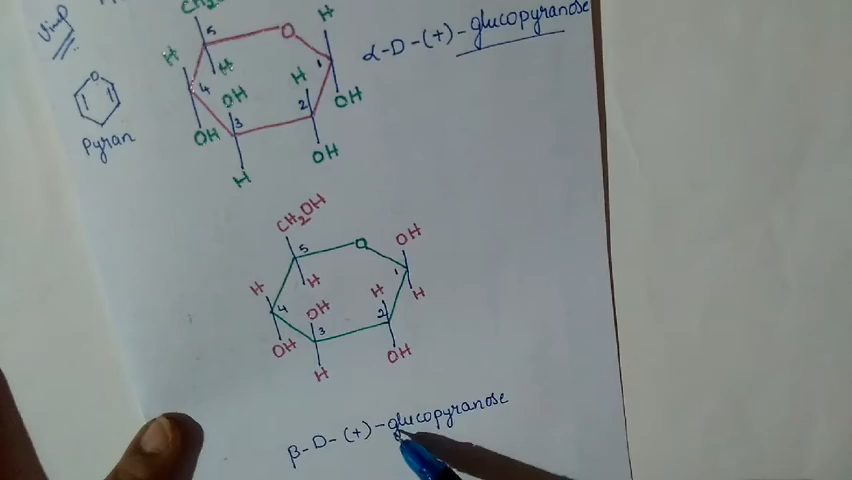 Vimp
CH₂
5
O
H
H
H
1
α-D-(+)-glucopyranose
4
OH
H
2
OH
O
OH
3
Pyran
OH
H
CH₂OH
5
O
OH
H
H
1
H
H
4
OH
2
3
OH
OH
H
β-D-(+)-glucopyranose